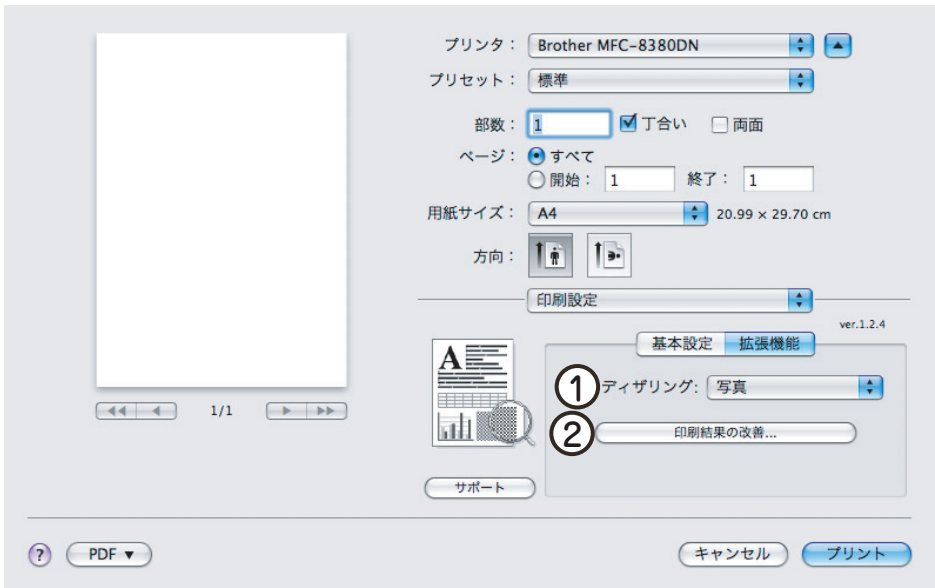 プリンタ： Brother MFC-8380DN
プリセット： 標準
部数： 1 丁合い 両面
ページ： すべて
開始： 1 終了： 1
用紙サイズ： A4 20.99 × 29.70 cm
方向：
印刷設定
ver.1.2.4
基本設定 拡張機能
A
① ディザリング: 写真
1/1
② 印刷結果の改善...
サポート
? PDF ▼ キャンセル プリント